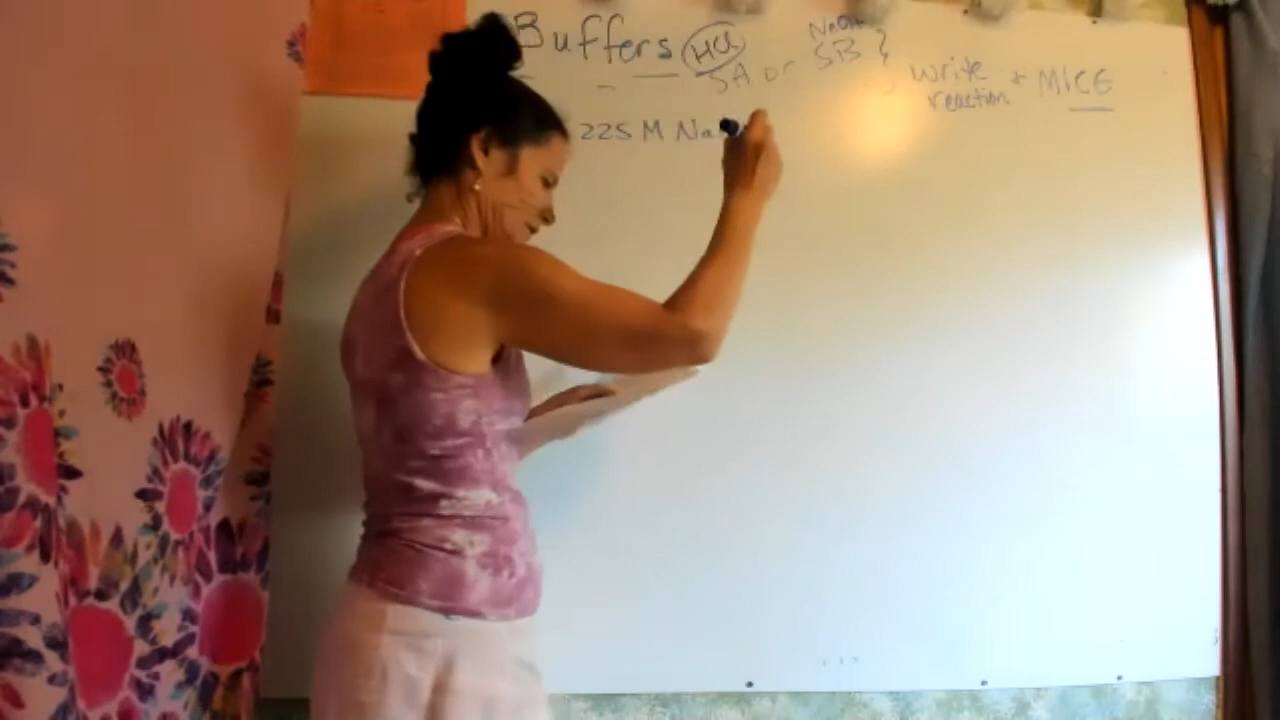 Buffers HCl NaOH
SA or SB }
write
reaction + MICE
225 M Na